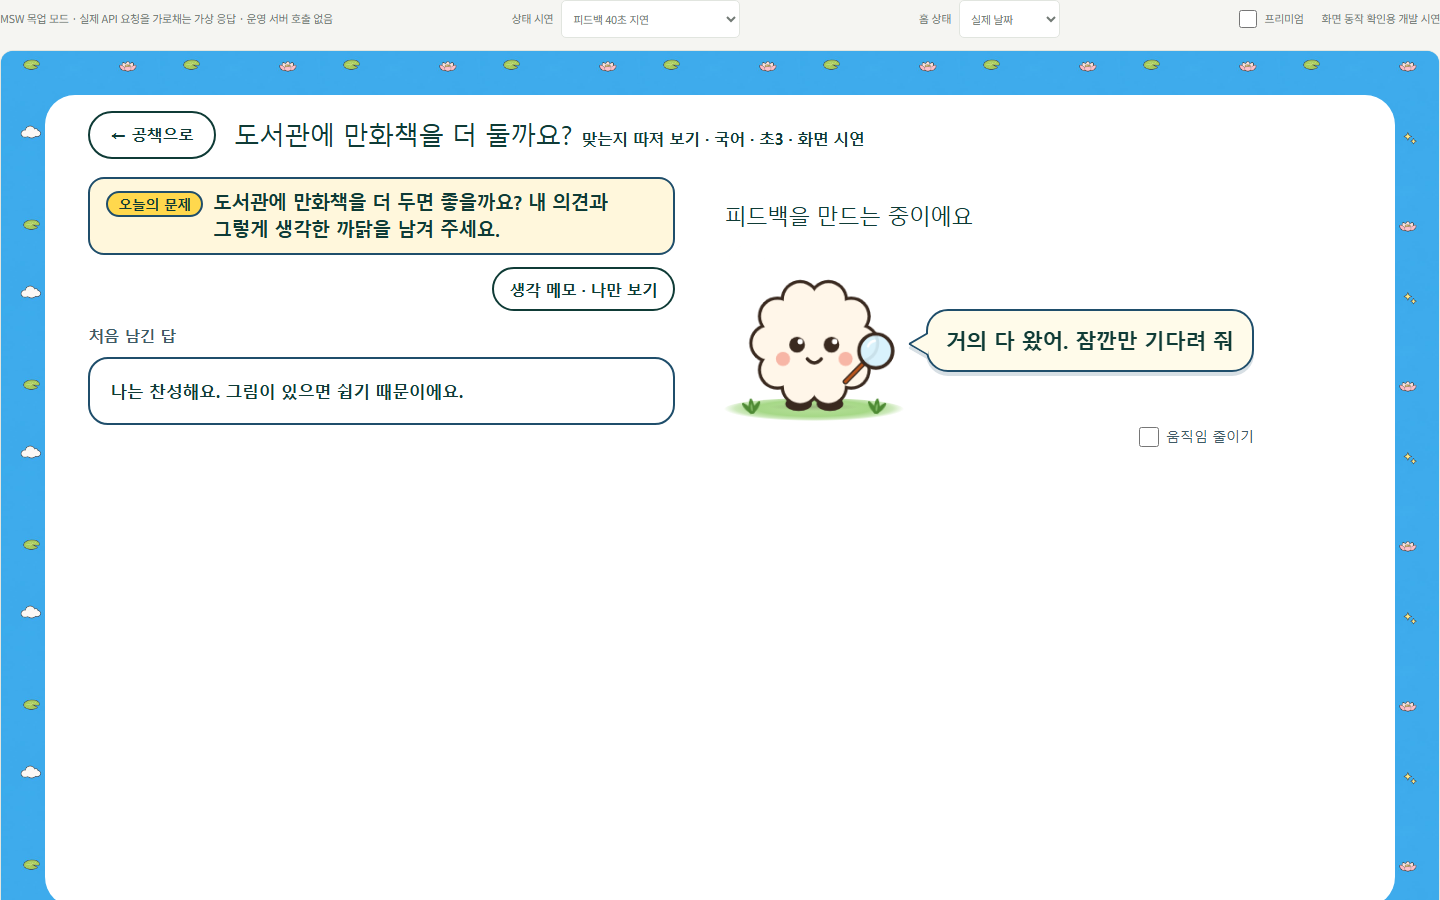 MSW 목업 모드 · 실제 API 요청을 가로채는 가상 응답 · 운영 서버 호출 없음
상태 시연
피드백 40초 지연
홈 상태
실제 날짜
프리미엄
화면 동작 확인용 개발 시연
← 공책으로
도서관에 만화책을 더 둘까요? 맞는지 따져 보기 · 국어 · 초3 · 화면 시연
오늘의 문제
도서관에 만화책을 더 두면 좋을까요? 내 의견과
그렇게 생각한 까닭을 남겨 주세요.
생각 메모 · 나만 보기
처음 남긴 답
나는 찬성해요. 그림이 있으면 쉽기 때문이에요.
피드백을 만드는 중이에요
거의 다 왔어. 잠깐만 기다려 줘
움직임 줄이기